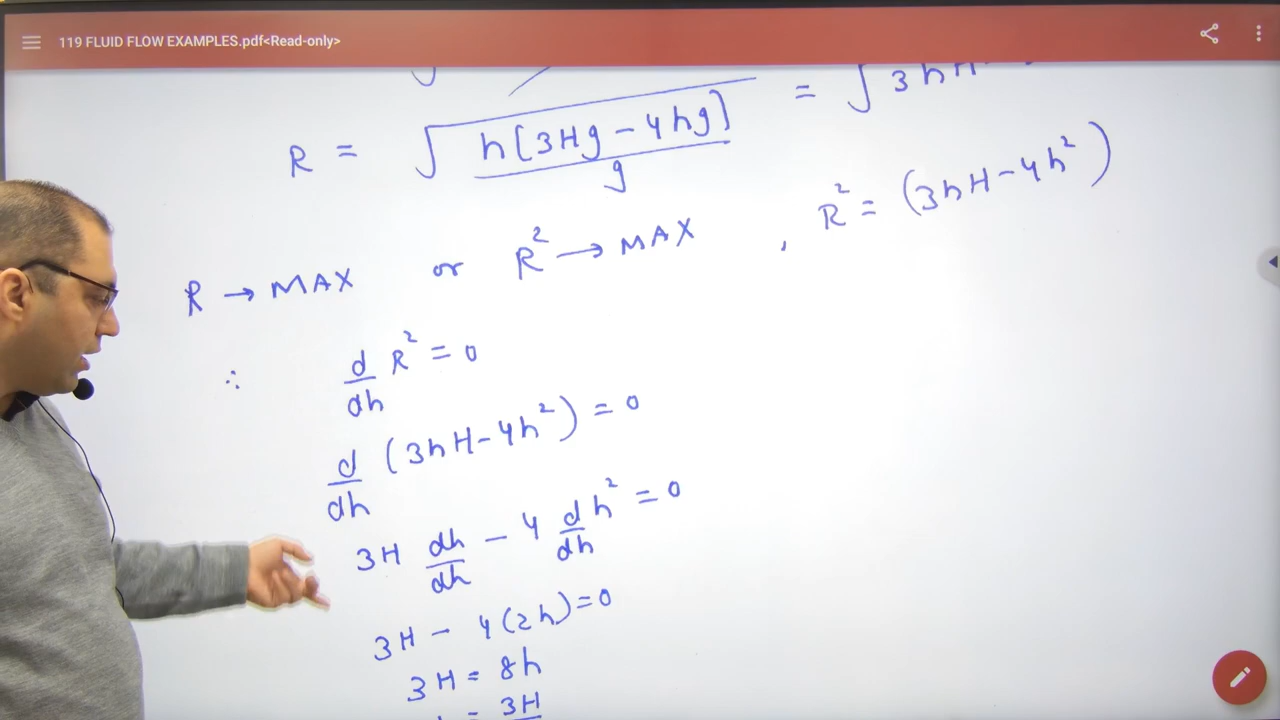 119 FLUID FLOW EXAMPLES.pdf<Read-only>
R = √(h[3Hg - 4hg] / g) = √3hH
R → MAX or R² → MAX , R² = (3hH - 4h²)
∴ d/dh R² = 0
d/dh (3hH - 4h²) = 0
3H dh/dh - 4 d/dh h² = 0
3H - 4(2h) = 0
3H = 8h
= 3H